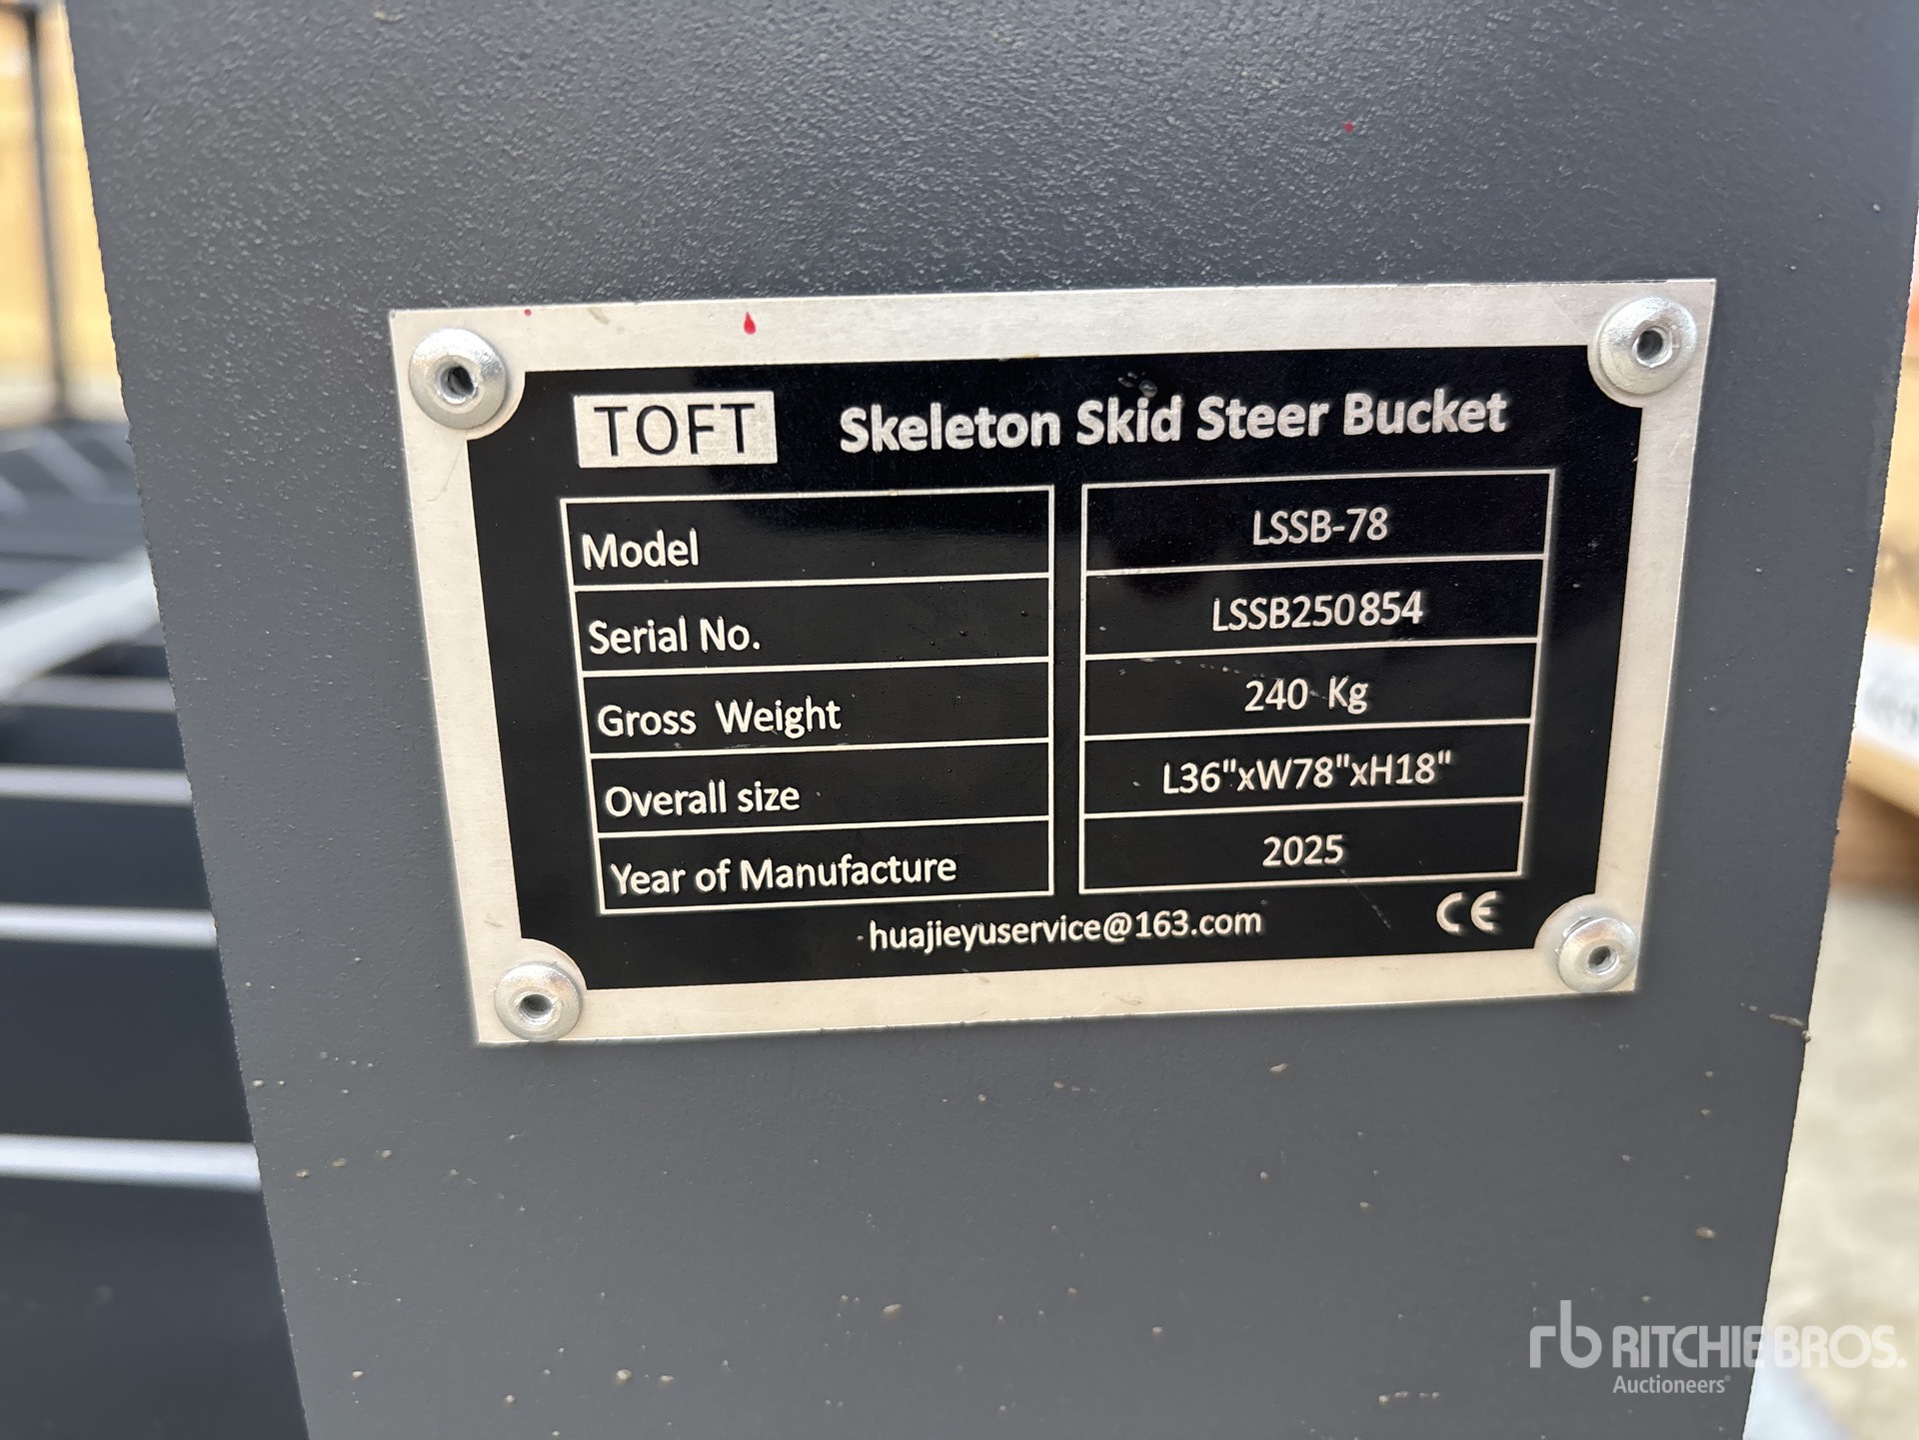 TOFT Skeleton Skid Steer Bucket
Model LSSB-78
Serial No. LSSB250854
Gross Weight 240 Kg
Overall size L36"xW78"xH18"
Year of Manufacture 2025
huajieyuservice@163.com CE
rb RITCHIE BROS.
Auctioneers®